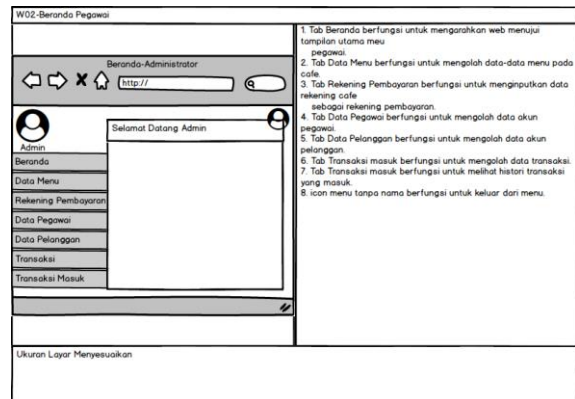 W02-Beranda Pegawai
Beranda-Administrator
http://
Admin
Selamat Datang Admin
Beranda
Data Menu
Rekening Pembayaran
Data Pegawai
Data Pelanggan
Transaksi
Transaksi Masuk
1. Tab Beranda berfungsi untuk mengarahkan web menujui
tampilan utama meu
pegawai.
2. Tab Data Menu berfungsi untuk mengolah data-data menu pada
cafe.
3. Tab Rekening Pembayaran berfungsi untuk menginputkan data
rekening cafe
sebagai rekening pembayaran.
4. Tab Data Pegawai berfungsi untuk mengolah data akun
pegawai.
5. Tab Data Pelanggan berfungsi untuk mengolah data akun
pelanggan.
6. Tab Transaksi masuk berfungsi untuk mengolah data transaksi.
7. Tab Transaksi masuk berfungsi untuk melihat histori transaksi
yang masuk.
8. icon menu tanpa nama berfungsi untuk keluar dari menu.
Ukuran Layar Menyesuaikan